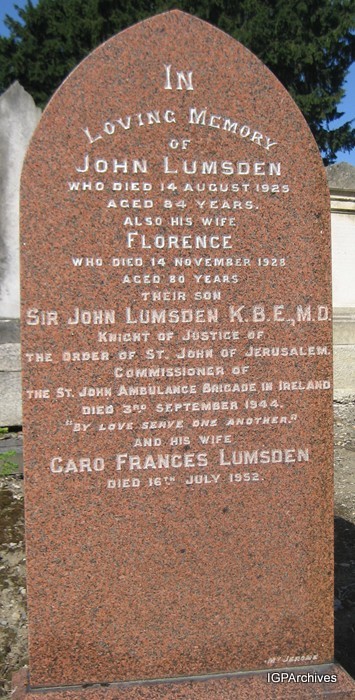 IN
LOVING MEMORY
OF
JOHN LUMSDEN
WHO DIED 14 AUGUST 1925
AGED 84 YEARS.
ALSO HIS WIFE
FLORENCE
WHO DIED 14 NOVEMBER 1928
AGED 80 YEARS
THEIR SON
SIR JOHN LUMSDEN K.B.E., M.D.
KNIGHT OF JUSTICE OF
THE ORDER OF ST. JOHN OF JERUSALEM.
COMMISSIONER OF
THE ST. JOHN AMBULANCE BRIGADE IN IRELAND
DIED 3RD SEPTEMBER 1944.
"BY LOVE SERVE ONE ANOTHER."
AND HIS WIFE
CARO FRANCES LUMSDEN
DIED 16TH JULY 1952.
IGPArchives